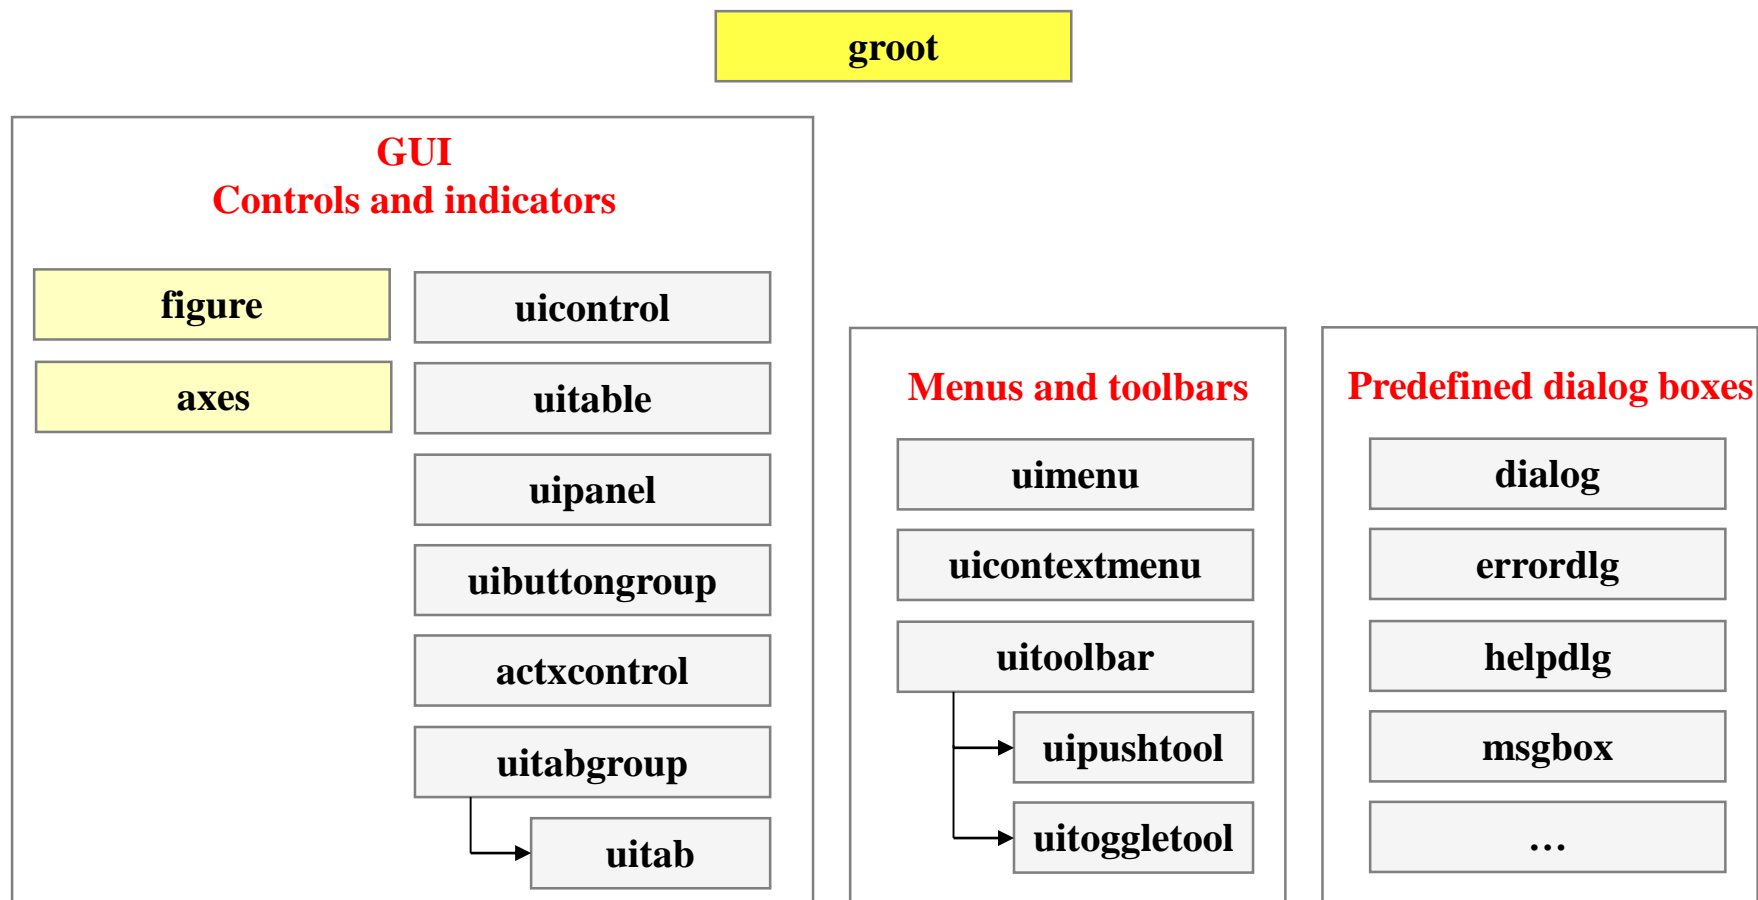 groot
GUI
Controls and indicators
figure
axes
uicontrol
uitable
uipanel
uibuttongroup
actxcontrol
uitabgroup
uitab
Menus and toolbars
uimenu
uicontextmenu
uitoolbar
uipushtool
uitoggletool
Predefined dialog boxes
dialog
errordlg
helpdlg
msgbox
…